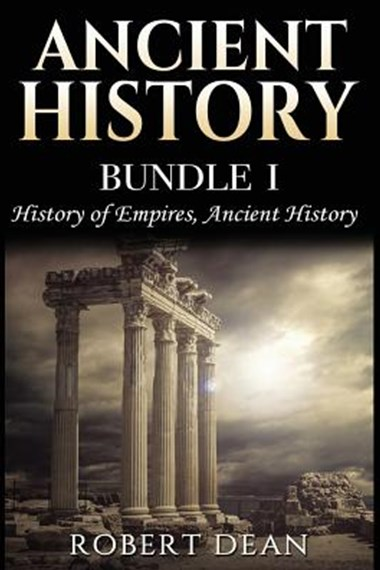 ANCIENT
HISTORY
BUNDLE I
History of Empires, Ancient History
ROBERT DEAN